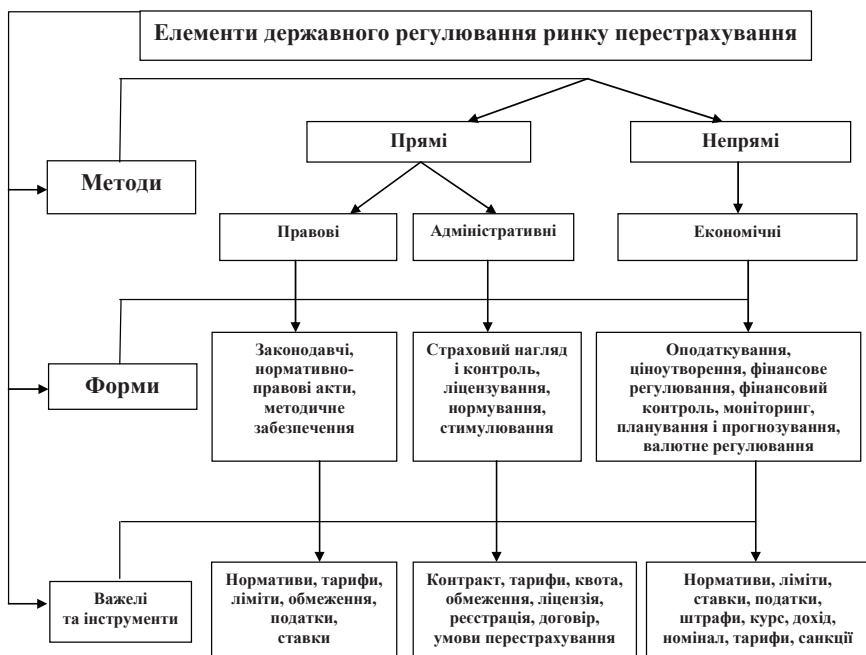 Елементи державного регулювання ринку перестрахування
Прямі
Непрямі
Методи
Правові
Адміністративні
Економічні
Законодавчі,
нормативно-
правові акти,
методичне
забезпечення
Страховий нагляд
і контроль,
ліцензування,
нормування,
стимулювання
Оподаткування,
ціноутворення, фінансове
регулювання, фінансовий
контроль, моніторинг,
планування і прогнозування,
валютне регулювання
Форми
Важелі
та інструменти
Нормативи, тарифи,
ліміти, обмеження,
податки,
ставки
Контракт, тарифи, квота,
обмеження, ліцензія,
реєстрація, договір,
умови перестрахування
Нормативи, ліміти,
ставки, податки,
штрафи, курс, дохід,
номінал, тарифи, санкції